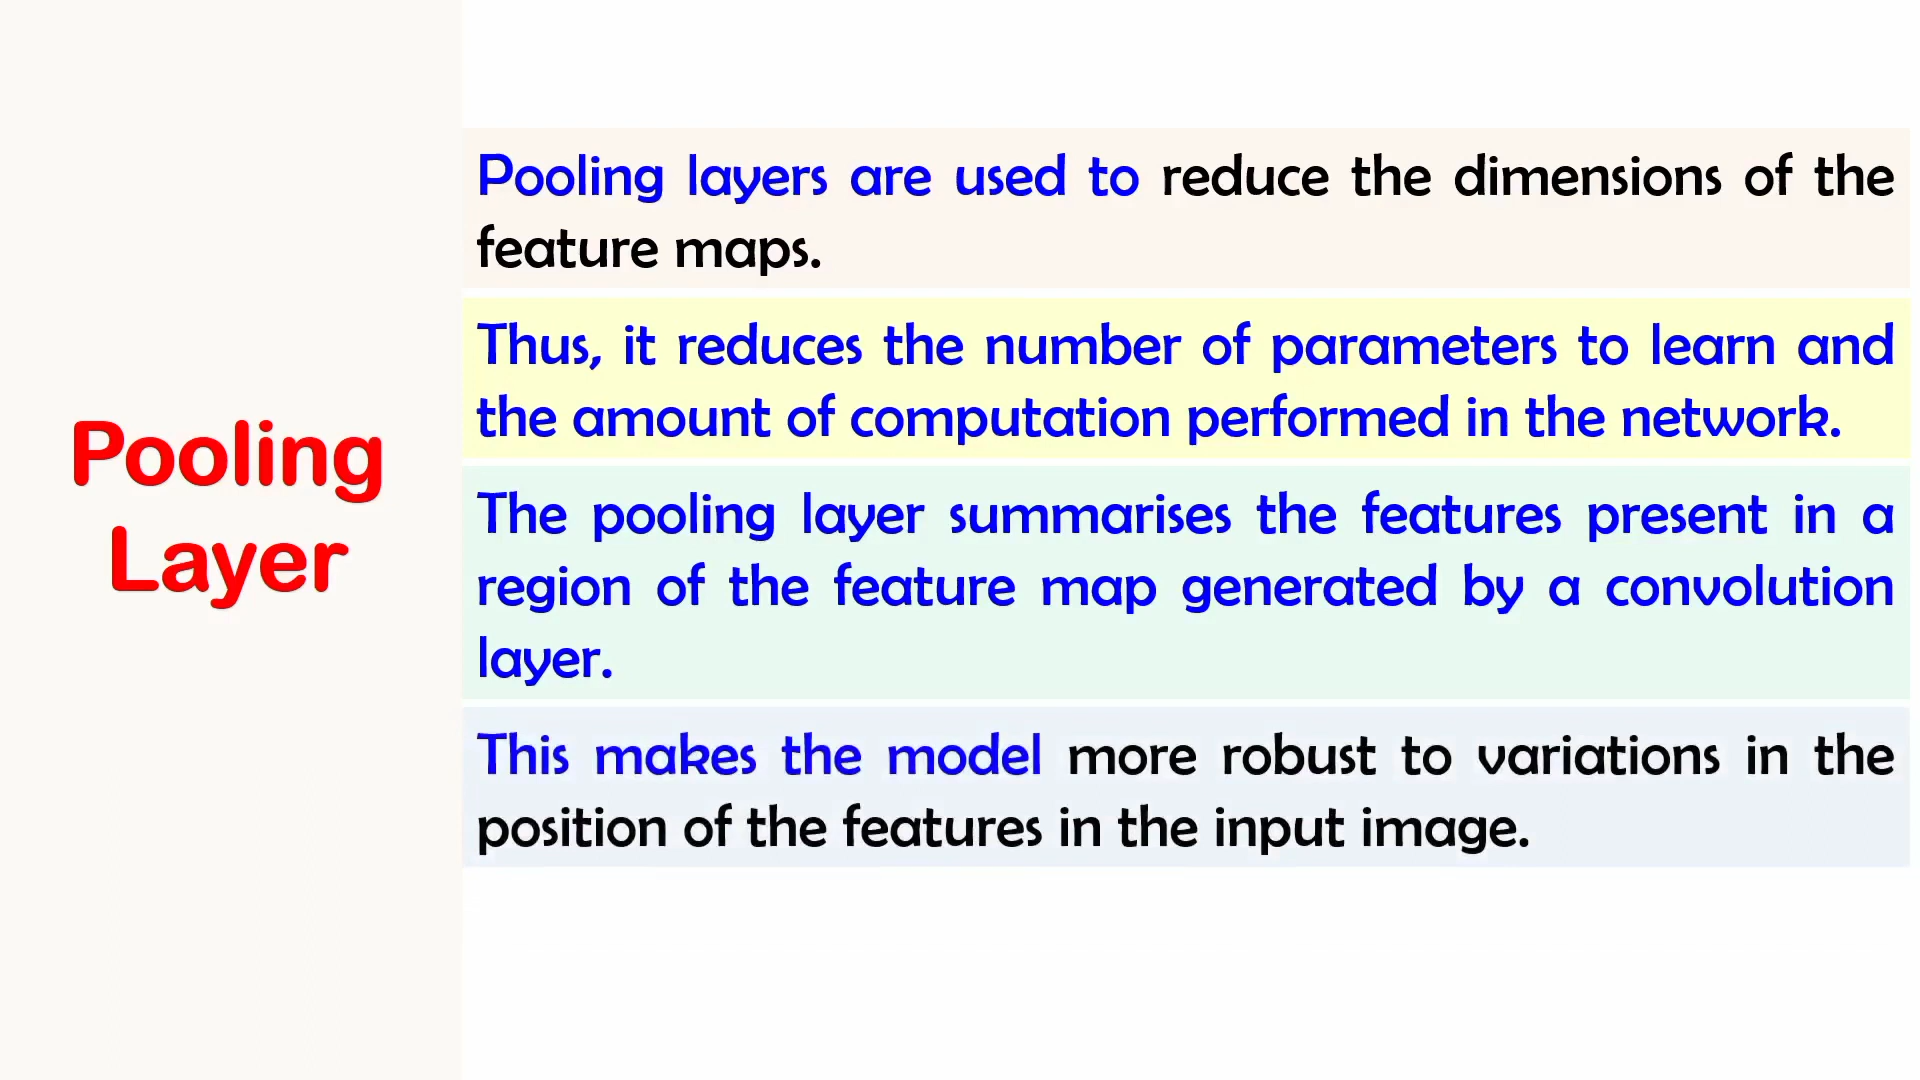 Pooling
Layer
Pooling layers are used to reduce the dimensions of the
feature maps.
Thus, it reduces the number of parameters to learn and
the amount of computation performed in the network.
The pooling layer summarises the features present in a
region of the feature map generated by a convolution
layer.
This makes the model more robust to variations in the
position of the features in the input image.